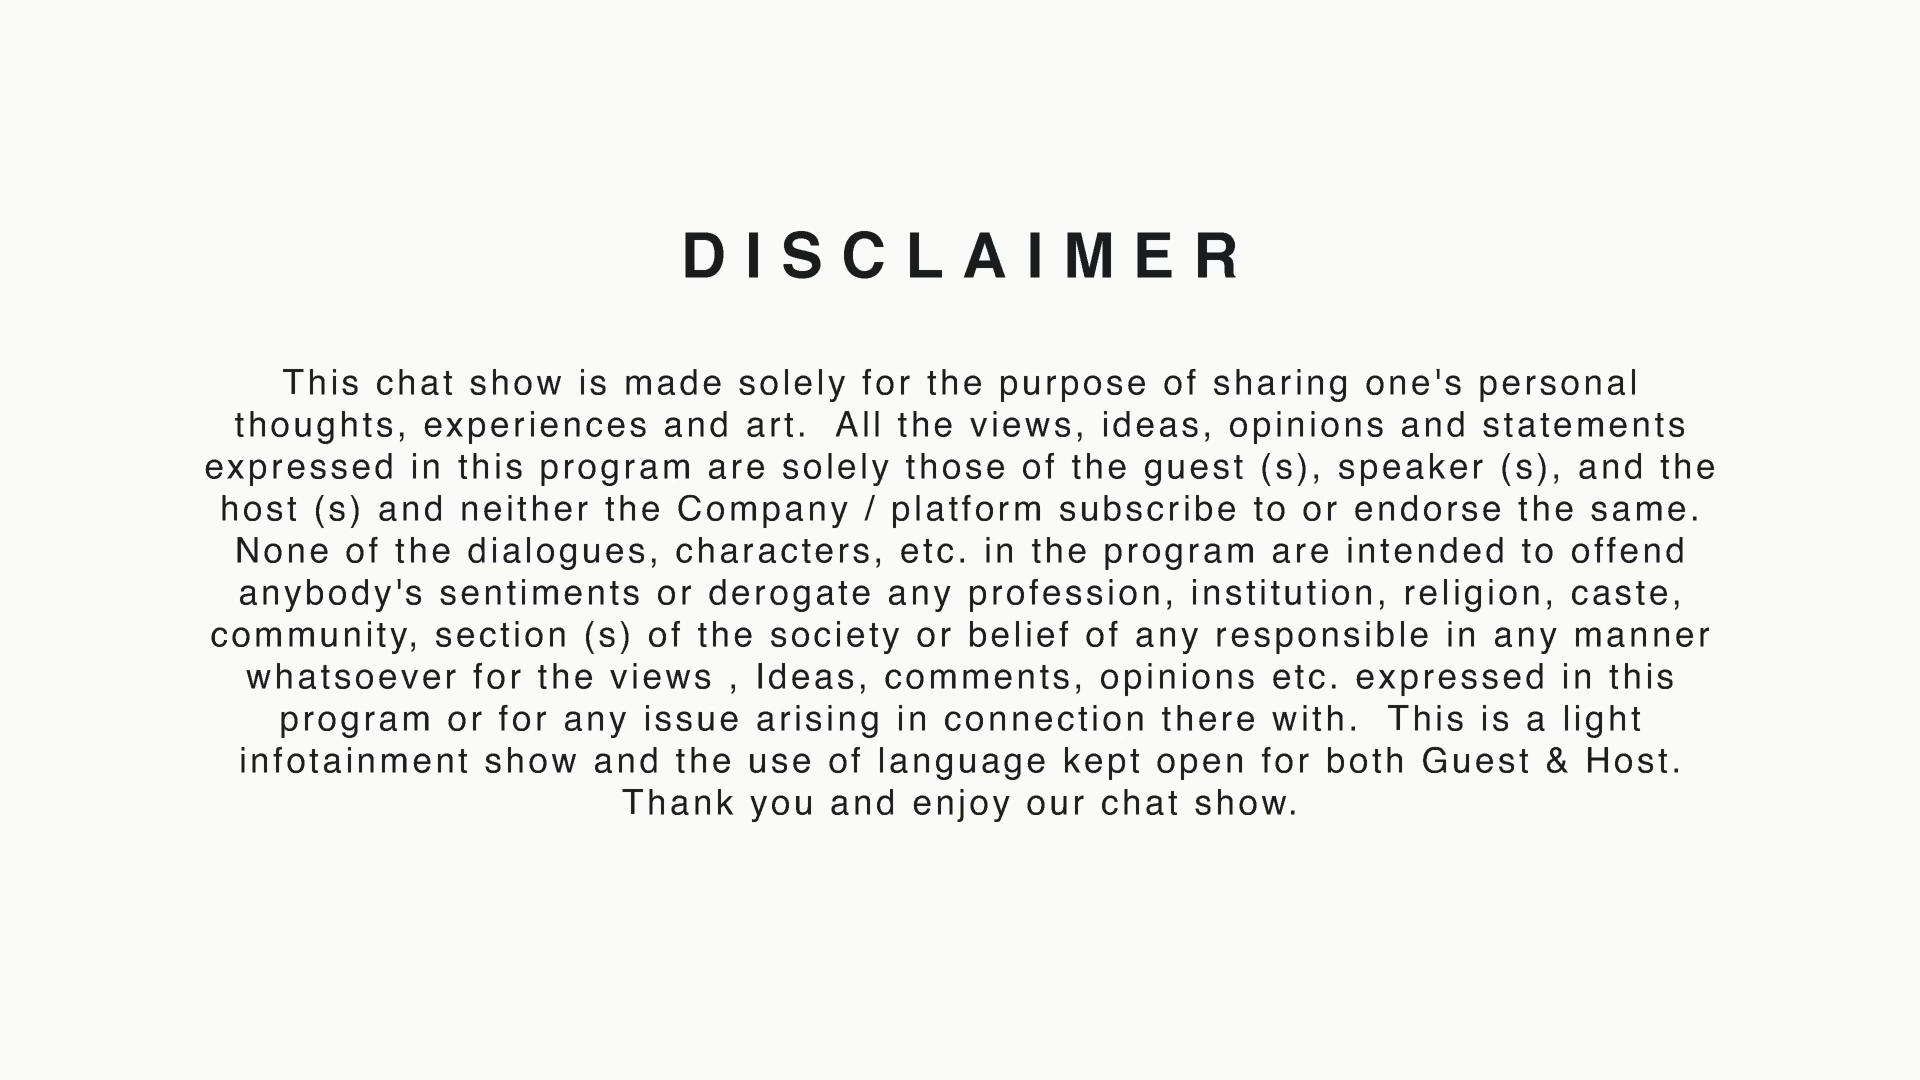 DISCLAIMER
This chat show is made solely for the purpose of sharing one's personal
thoughts, experiences and art.  All the views, ideas, opinions and statements
expressed in this program are solely those of the guest (s), speaker (s), and the
host (s) and neither the Company / platform subscribe to or endorse the same.
None of the dialogues, characters, etc. in the program are intended to offend
anybody's sentiments or derogate any profession, institution, religion, caste,
community, section (s) of the society or belief of any responsible in any manner
whatsoever for the views , Ideas, comments, opinions etc. expressed in this
program or for any issue arising in connection there with.  This is a light
infotainment show and the use of language kept open for both Guest & Host.
Thank you and enjoy our chat show.